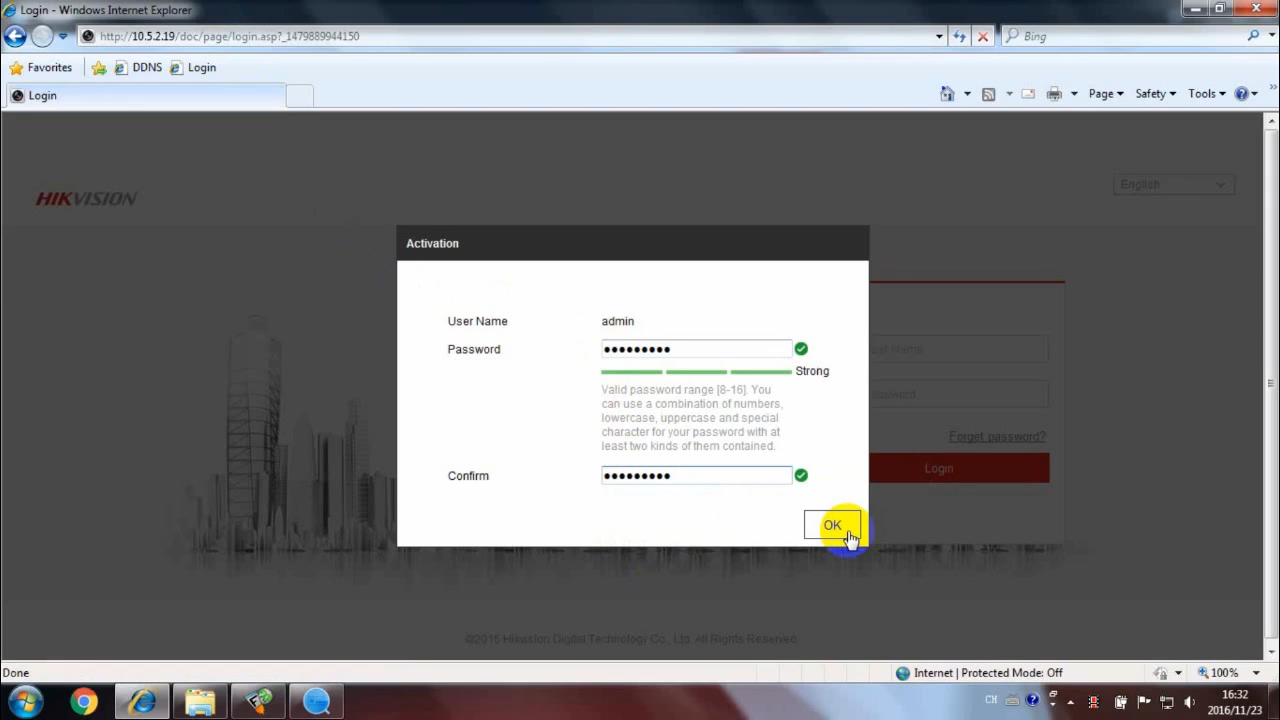 Login - Windows Internet Explorer
http://10.5.2.19/doc/page/login.asp?_1479889944150
Bing
Favorites DDNS Login
Login
Page Safety Tools
HIKVISION
English
Activation
User Name admin
Password •••••••••
Strong
Valid password range [8-16]. You
can use a combination of numbers,
lowercase, uppercase and special
character for your password with at
least two kinds of them contained.
Confirm •••••••••
OK
Forget password?
Login
©2015 Hikvision Digital Technology Co., Ltd. All Rights Reserved.
Done
Internet | Protected Mode: Off
100%
CH
16:32
2016/11/23